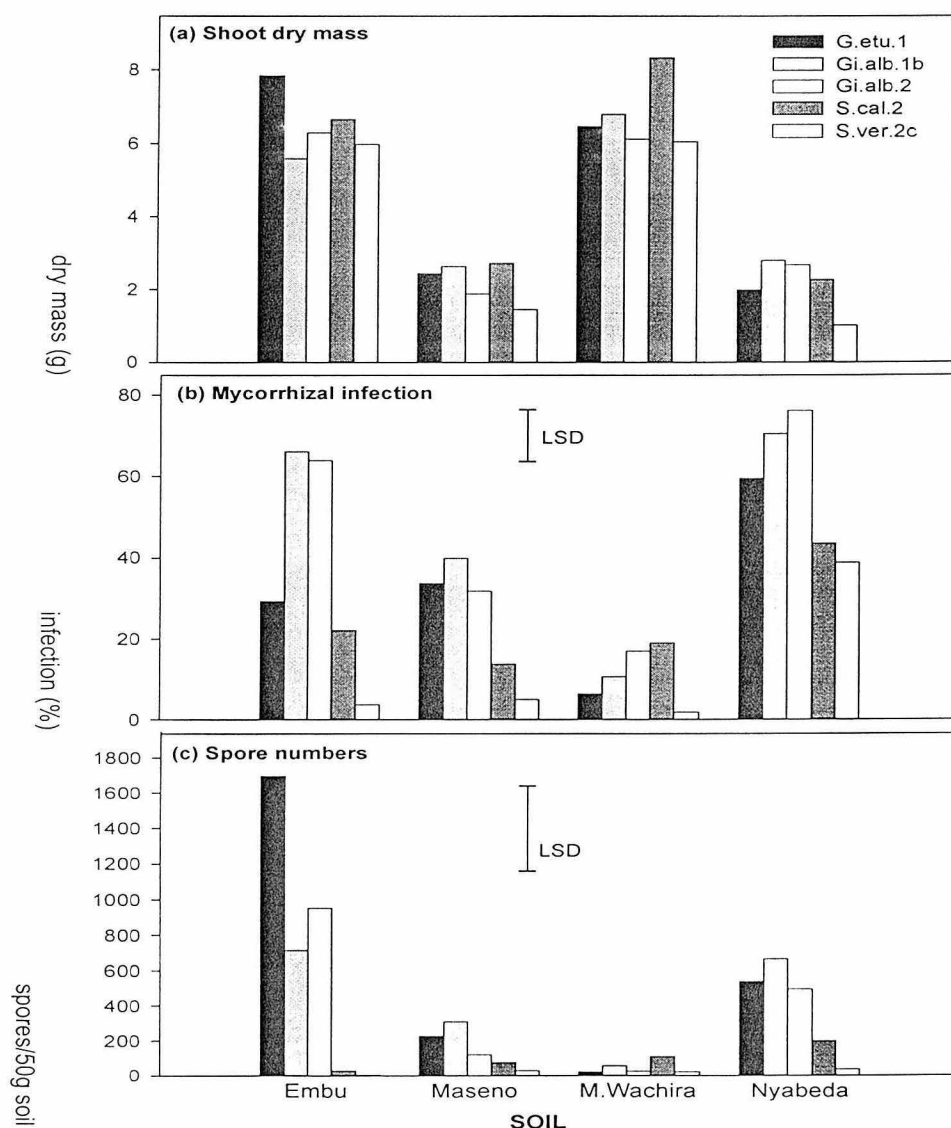 (a) Shoot dry mass
G.etu.1
Gi.alb.1b
Gi.alb.2
S.cal.2
S.ver.2c
8
6
4
2
0
dry mass (g)
(b) Mycorrhizal infection
LSD
80
60
40
20
0
infection (%)
(c) Spore numbers
LSD
1800
1600
1400
1200
1000
800
600
400
200
0
spores/50g soil
Embu Maseno M.Wachira Nyabeda
SOIL